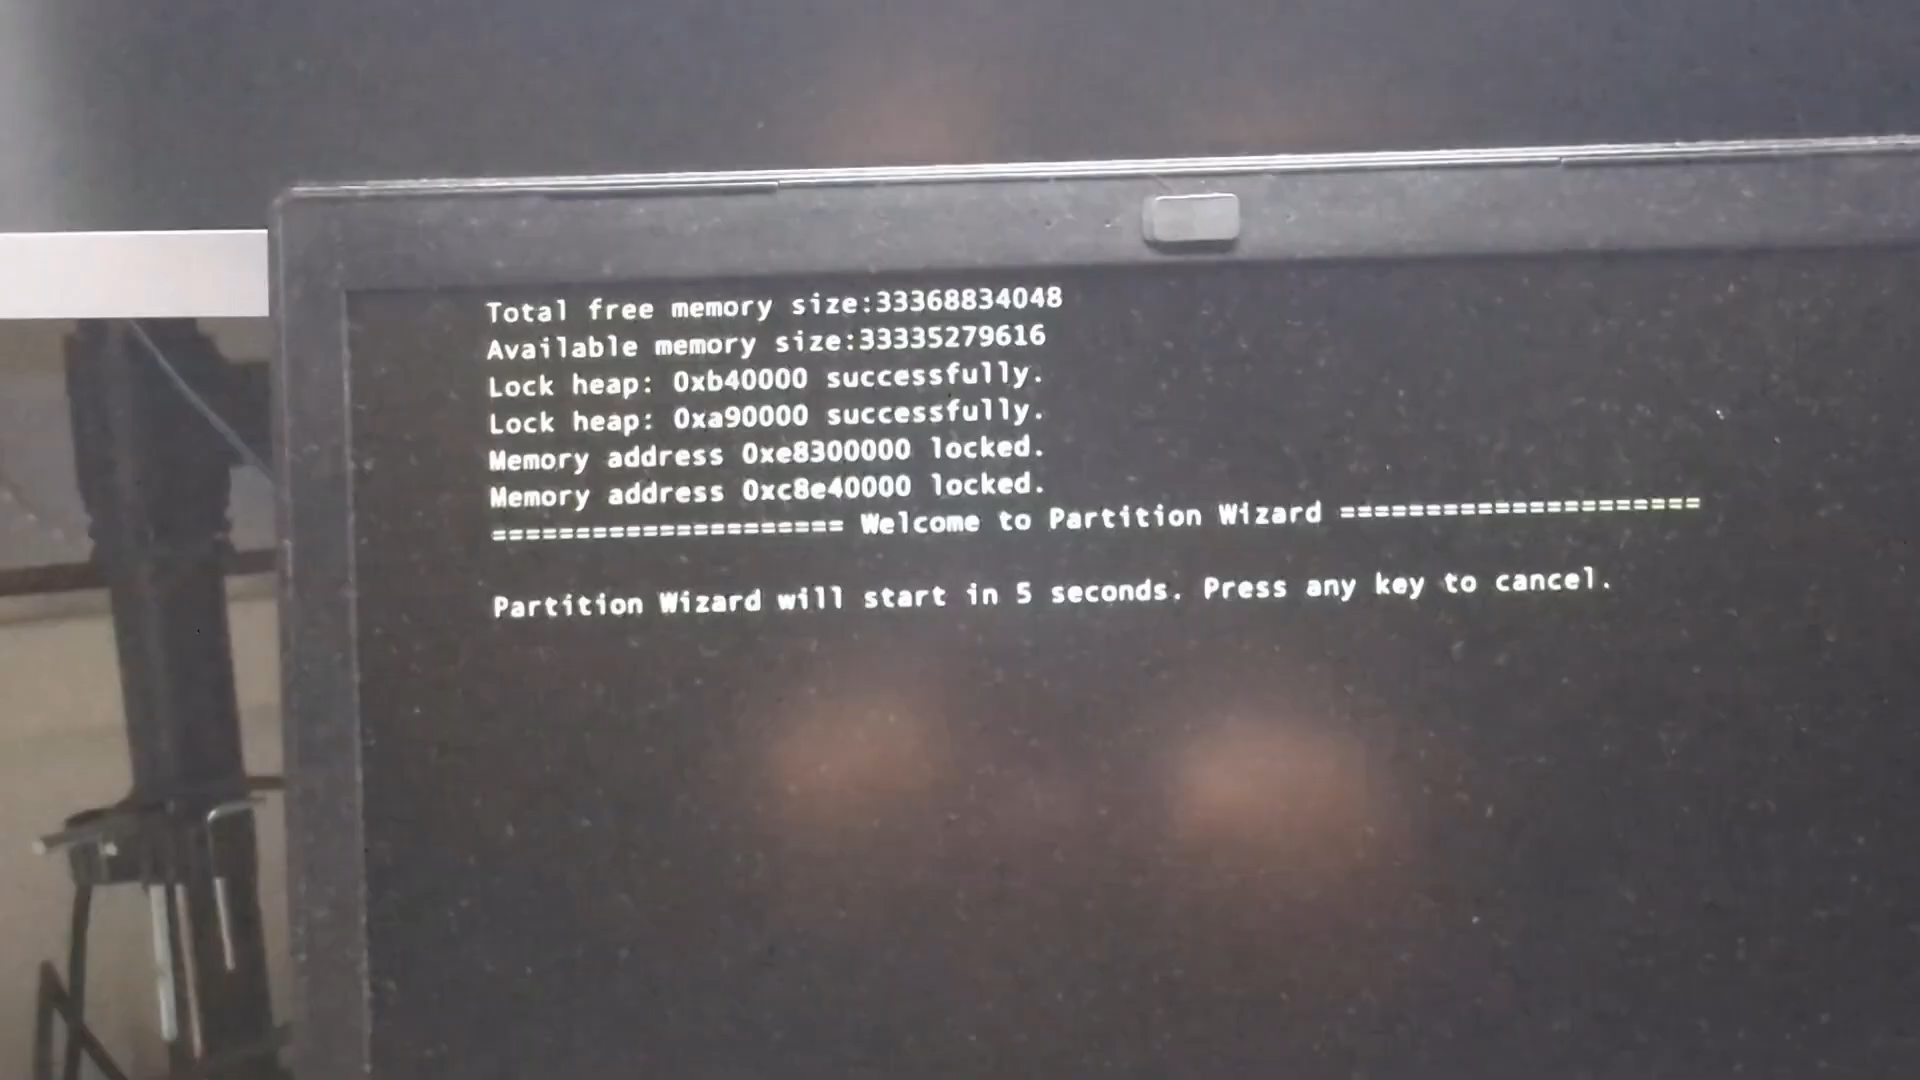 Total free memory size:33368834048
Available memory size:33335279616
Lock heap: 0xb40000 successfully.
Lock heap: 0xa90000 successfully.
Memory address 0xe8300000 locked.
Memory address 0xc8e40000 locked.
===================== Welcome to Partition Wizard =====================
Partition Wizard will start in 5 seconds. Press any key to cancel.